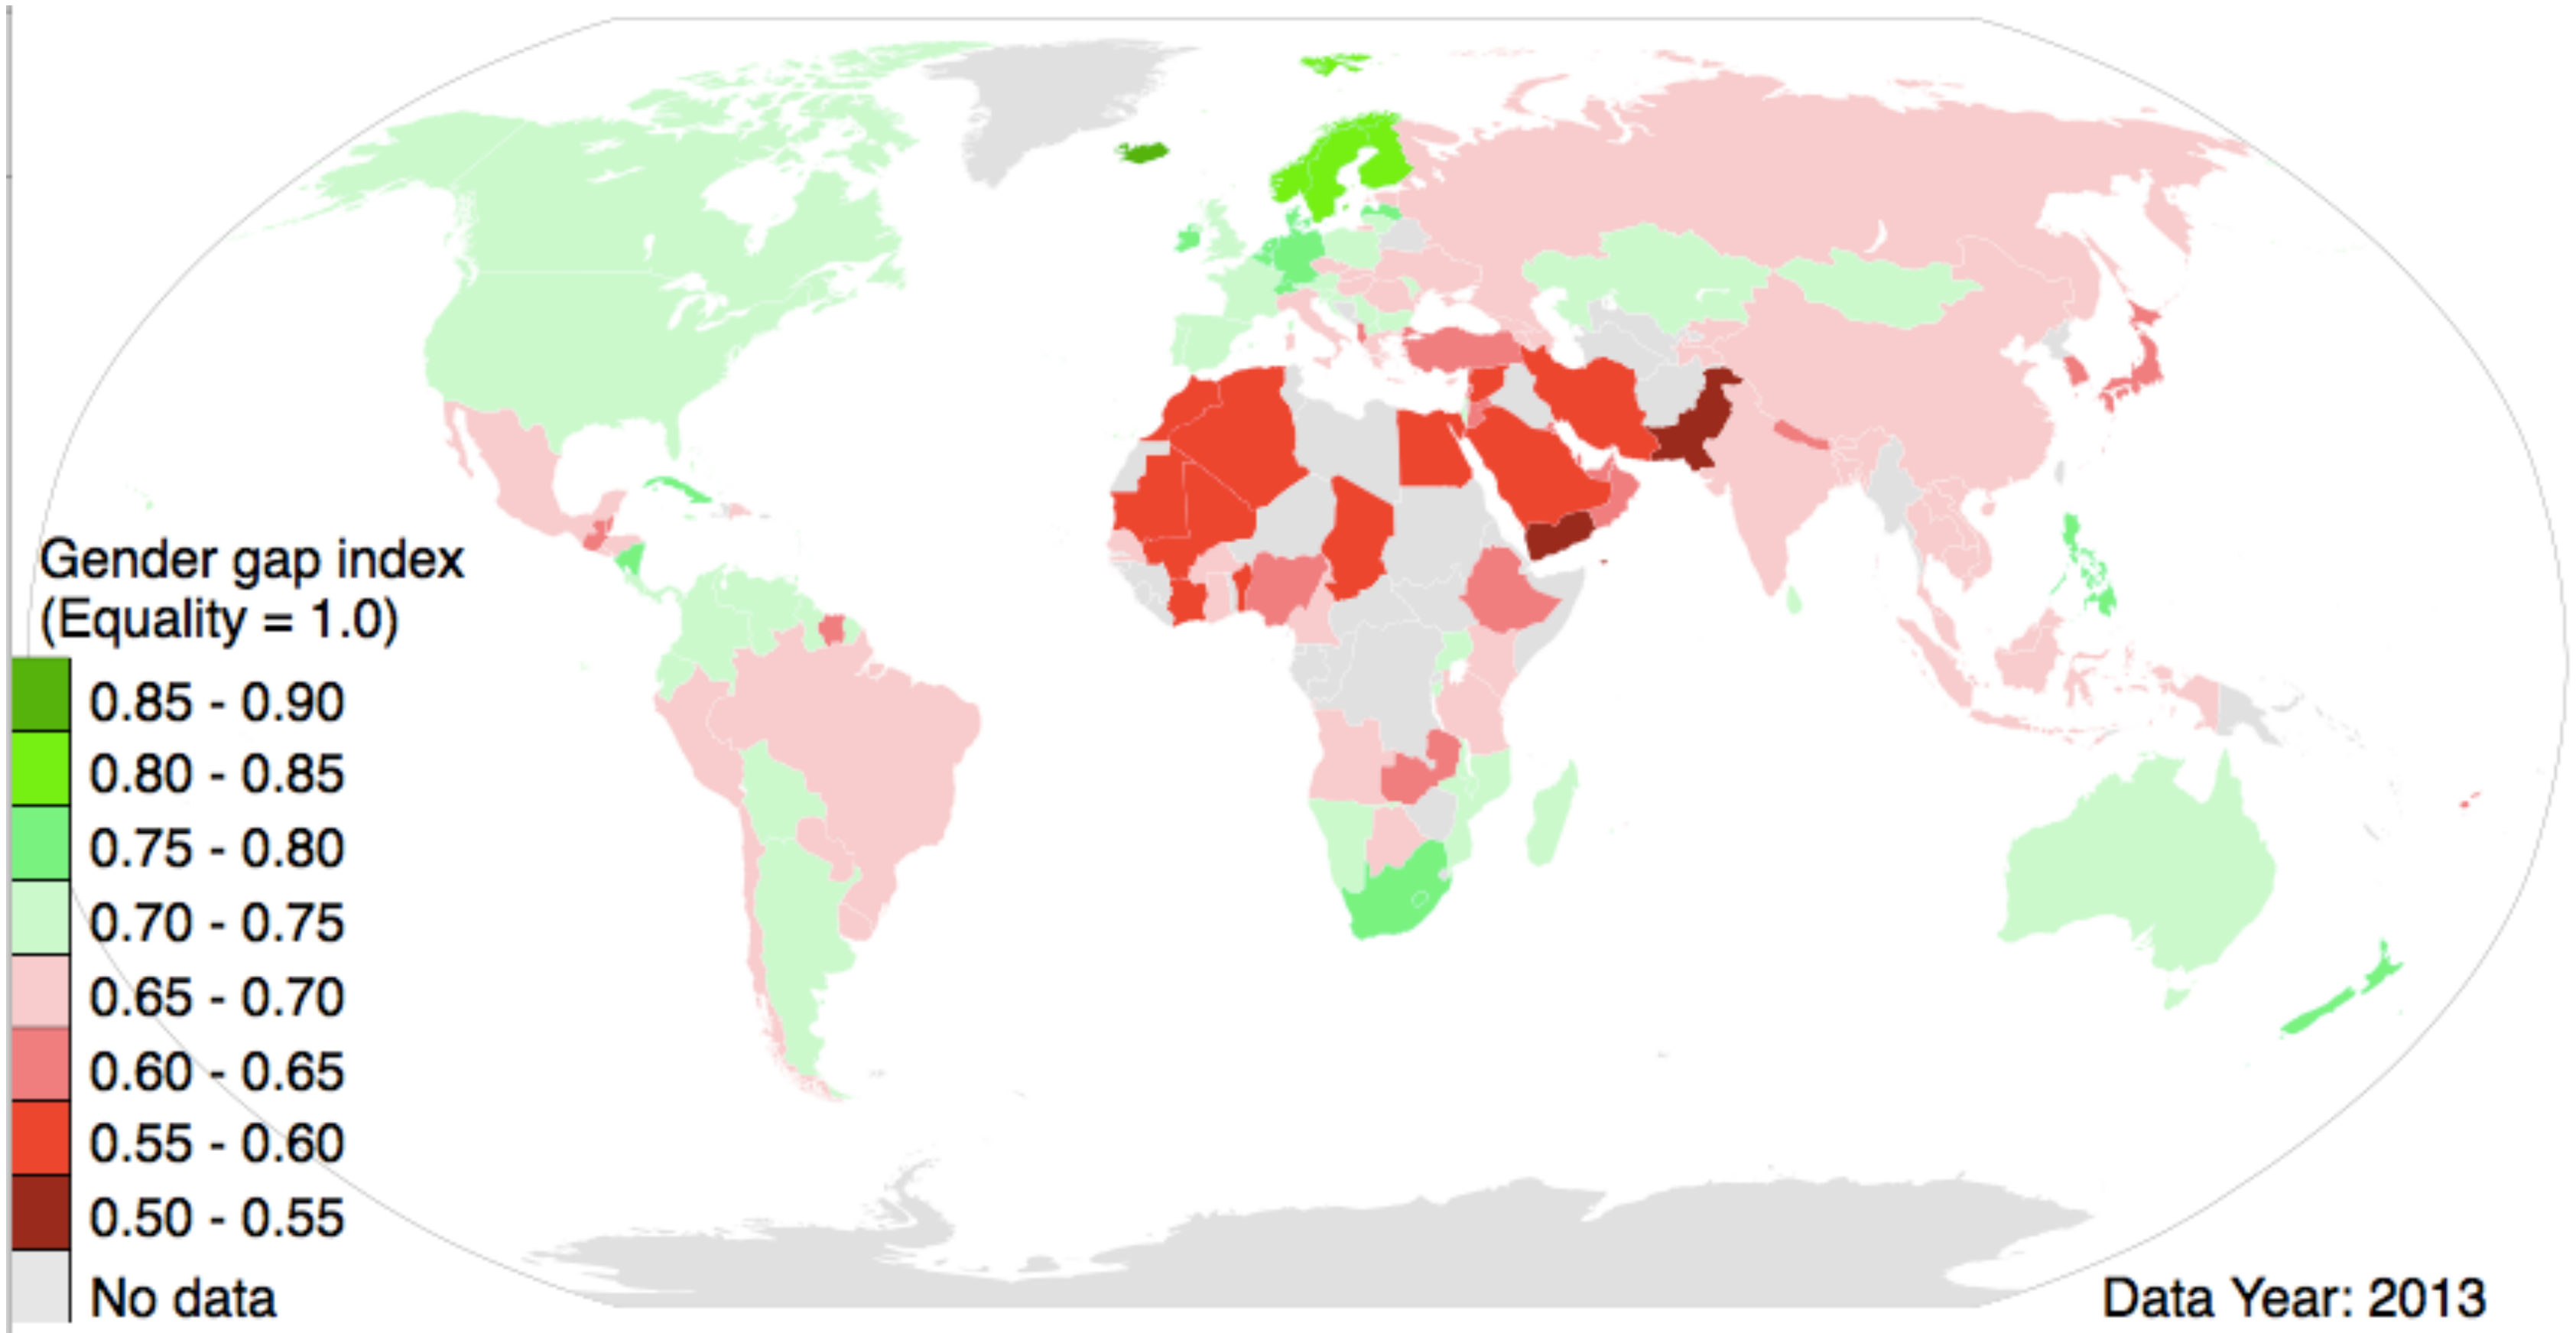 Gender gap index
(Equality = 1.0)
0.85 - 0.90
0.80 - 0.85
0.75 - 0.80
0.70 - 0.75
0.65 - 0.70
0.60 - 0.65
0.55 - 0.60
0.50 - 0.55
No data
Data Year: 2013